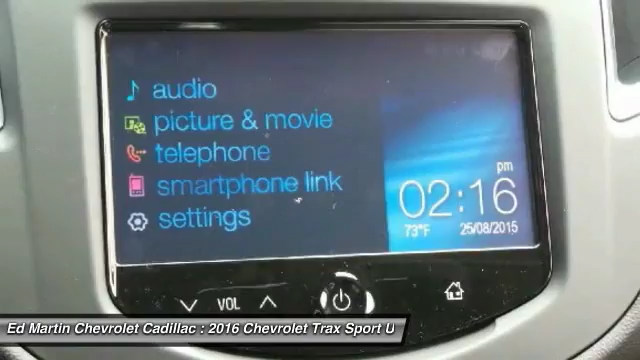 audio
picture & movie
telephone
smartphone link
settings
pm
02:16
73°F 25/08/2015
VOL
Ed Martin Chevrolet Cadillac : 2016 Chevrolet Trax Sport U